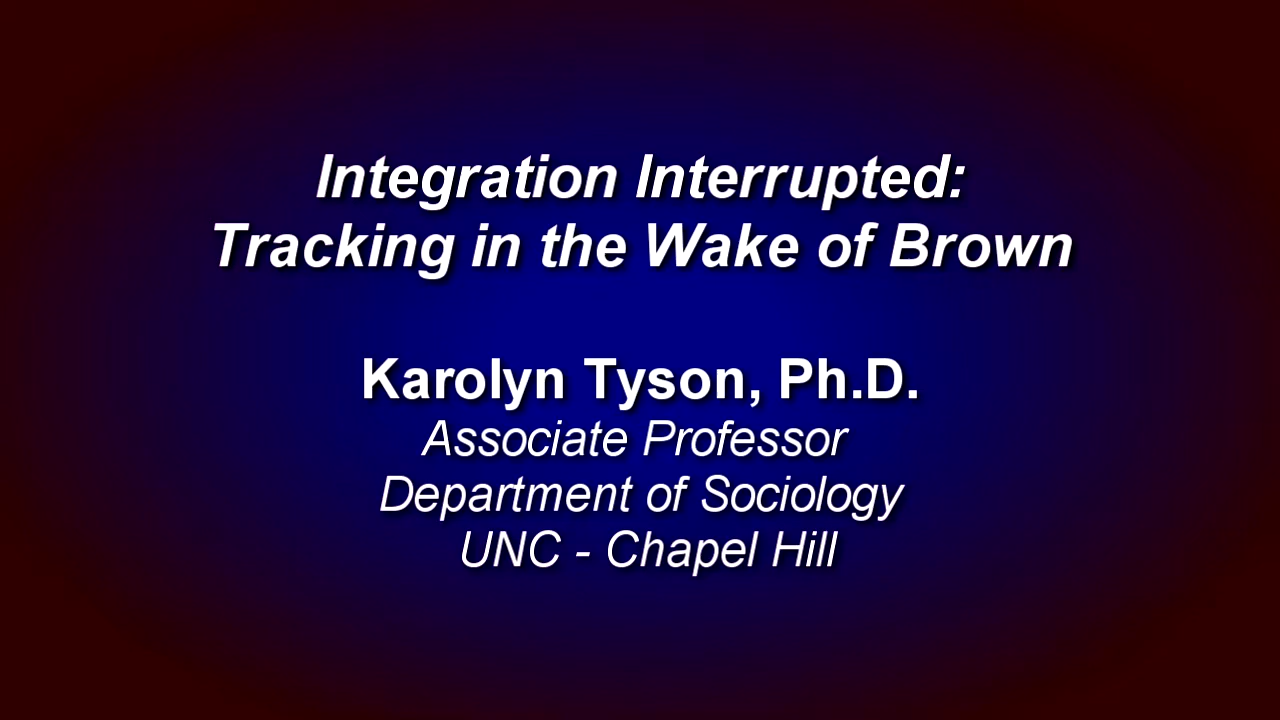 Integration Interrupted:
Tracking in the Wake of Brown
Karolyn Tyson, Ph.D.
Associate Professor
Department of Sociology
UNC - Chapel Hill